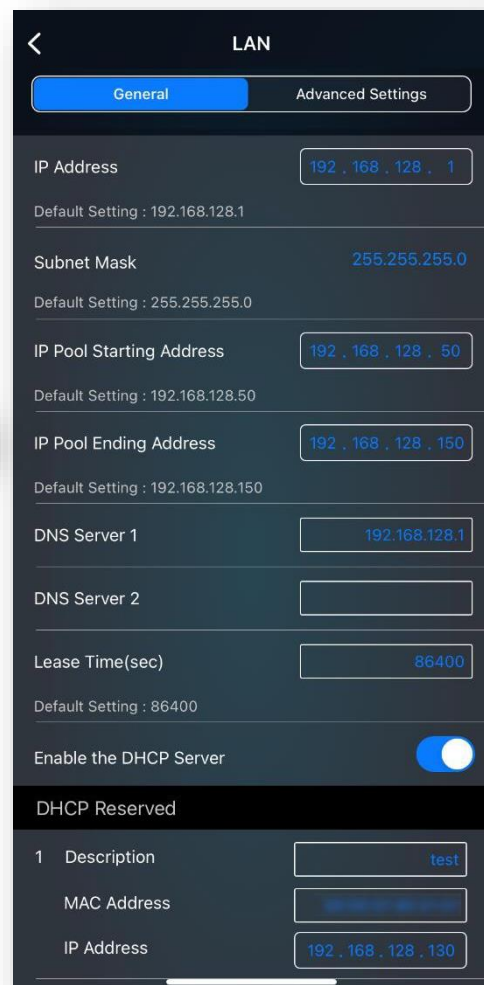 LAN
General Advanced Settings
IP Address 192 . 168 . 128 . 1
Default Setting : 192.168.128.1
Subnet Mask 255.255.255.0
Default Setting : 255.255.255.0
IP Pool Starting Address 192 . 168 . 128 . 50
Default Setting : 192.168.128.50
IP Pool Ending Address 192 . 168 . 128 . 150
Default Setting : 192.168.128.150
DNS Server 1 192.168.128.1
DNS Server 2
Lease Time(sec) 86400
Default Setting : 86400
Enable the DHCP Server
DHCP Reserved
1 Description test
MAC Address
IP Address 192 . 168 . 128 . 130